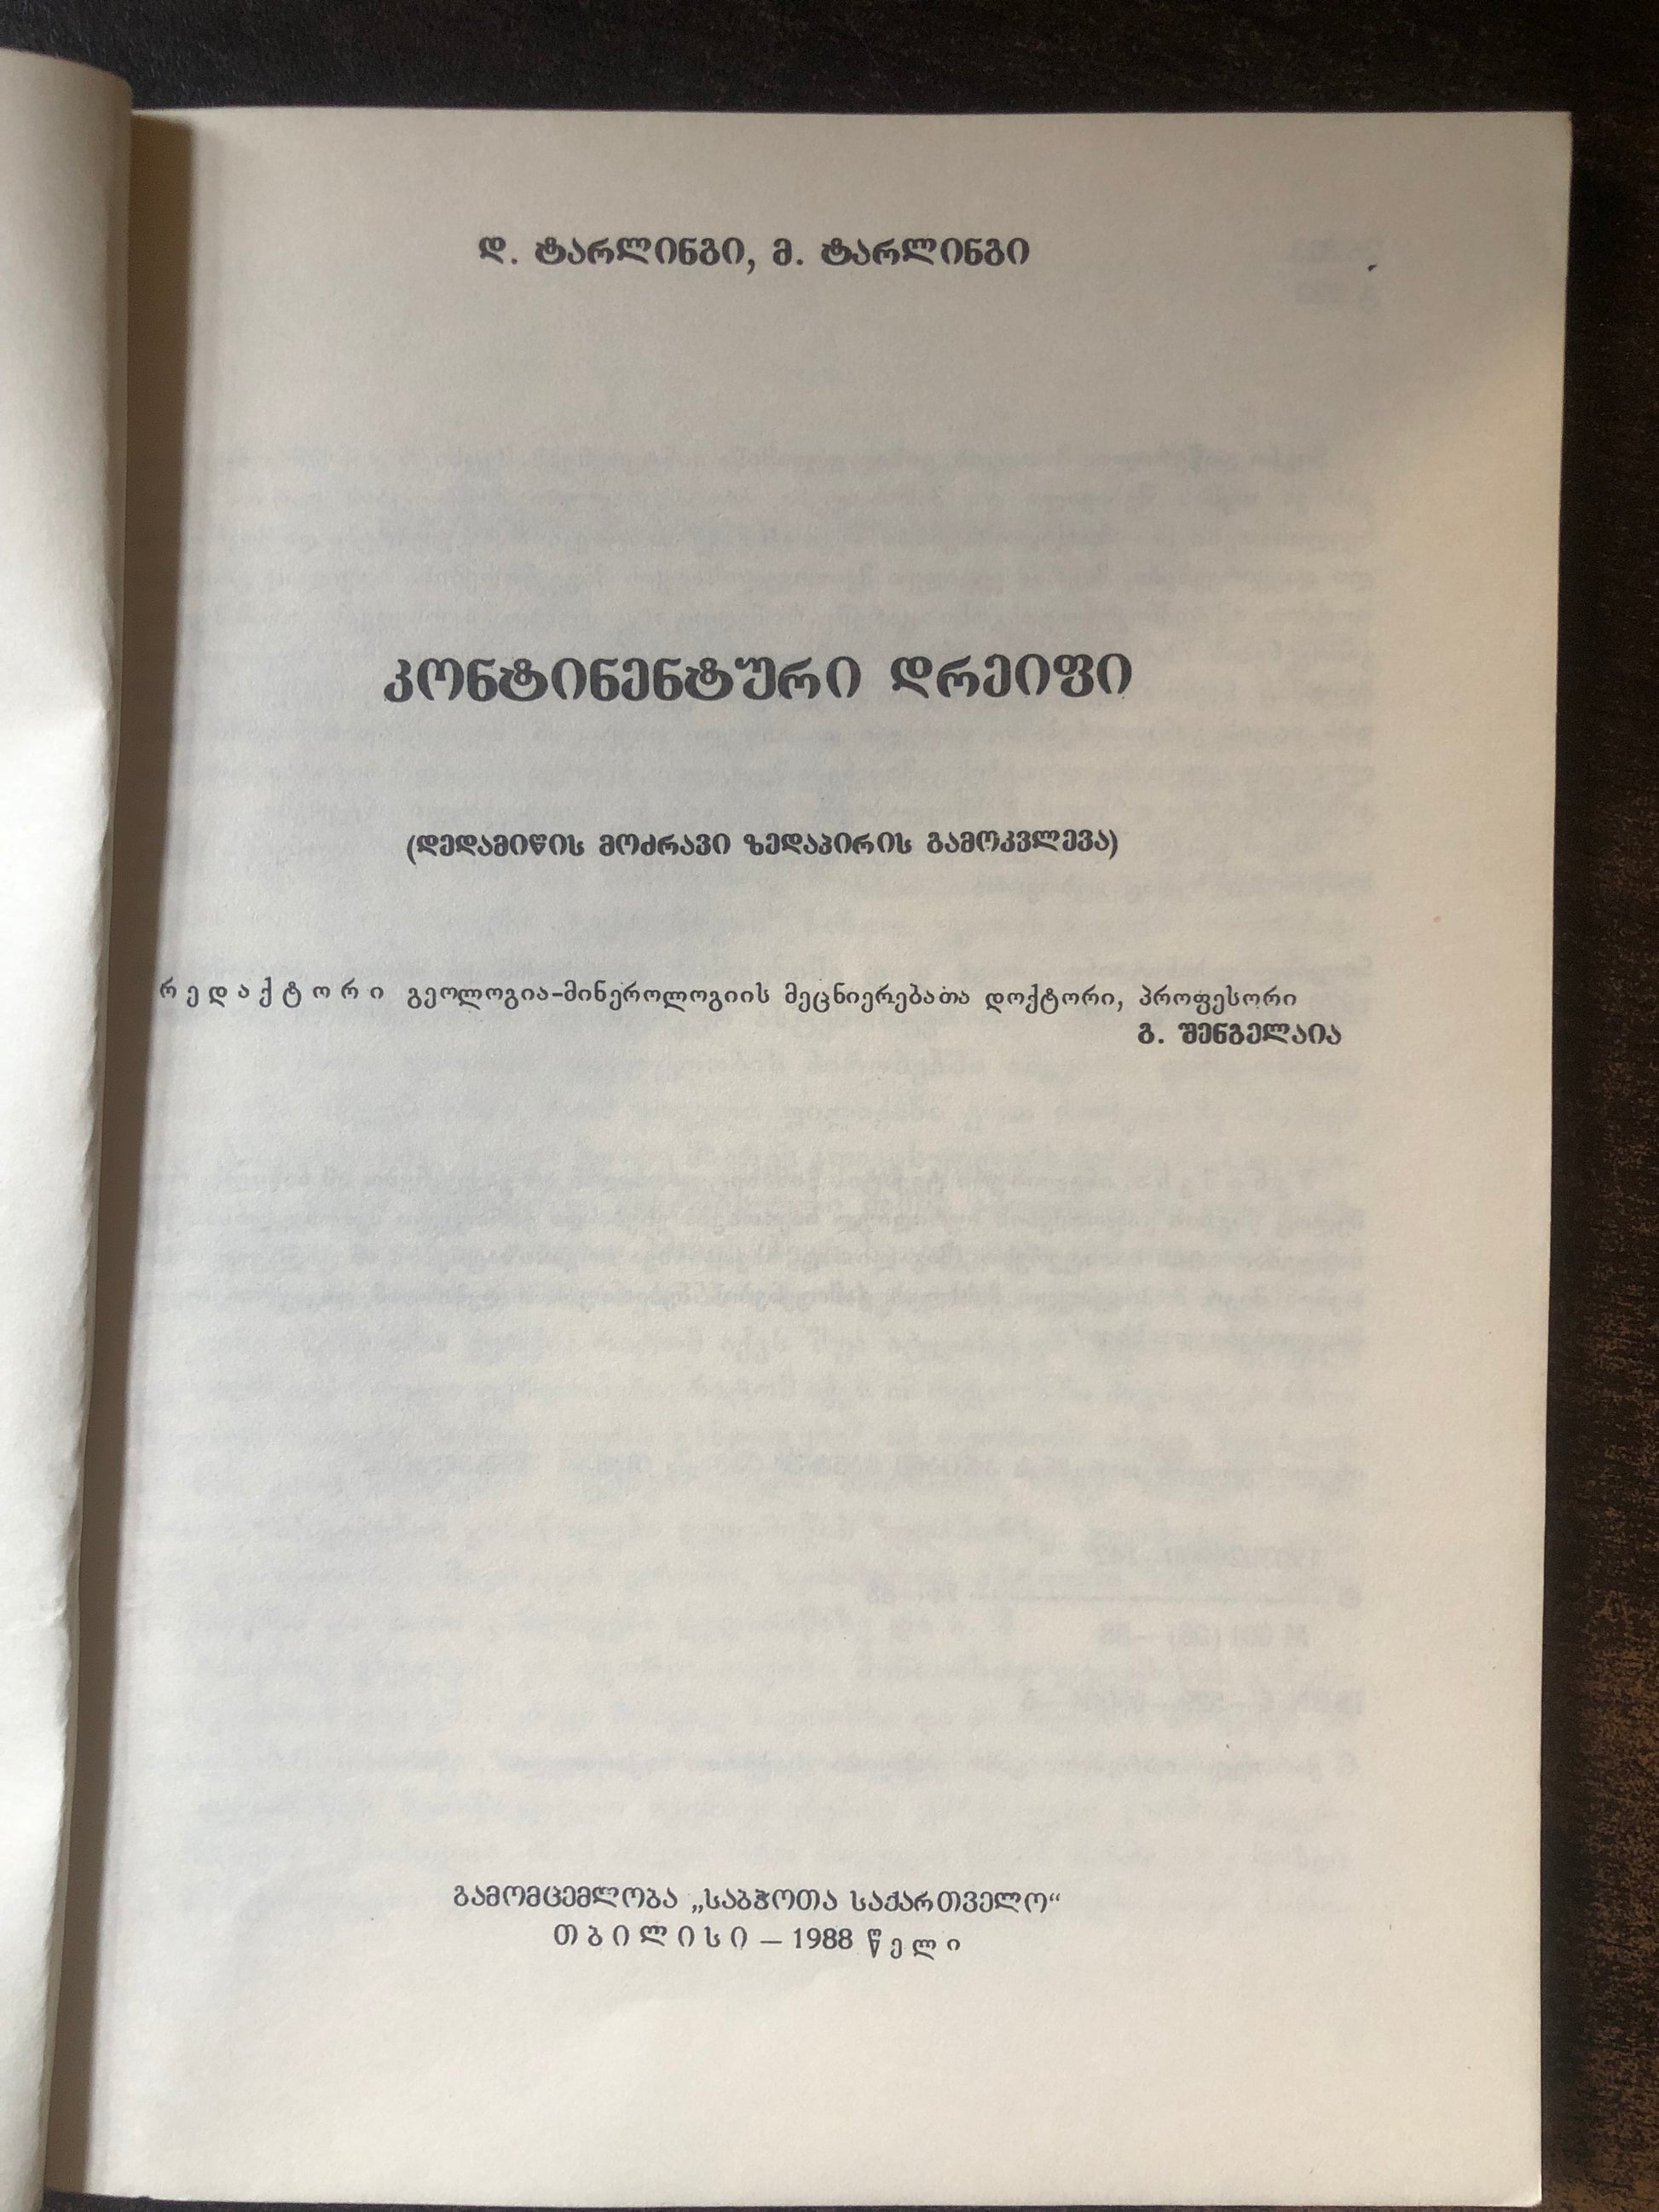 დ. ტარლინგი, მ. ტარლინგი
კონტინენტური დრეიფი
(დედამიწის მოძრავი ზედაპირის გამოკვლევა)
რედაქტორი გეოლოგია-მინეროლოგიის მეცნიერებათა დოქტორი, პროფესორი
გ. შენგელაია
გამომცემლობა „საბჭოთა საქართველო“
თბილისი — 1988 წელი